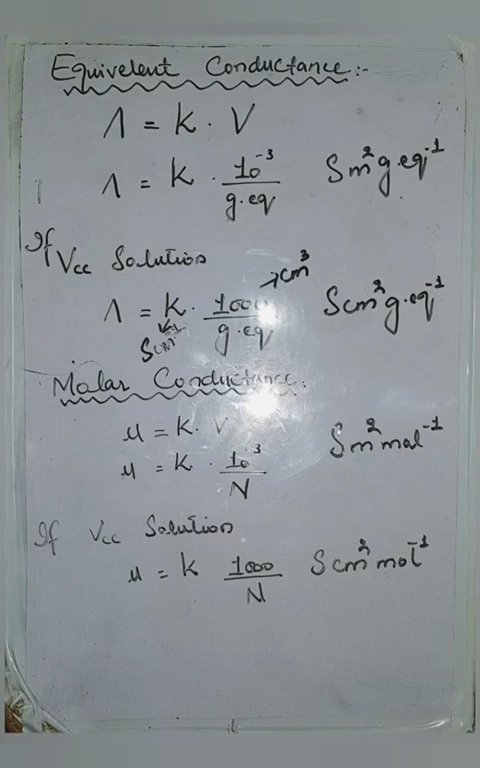 Equivelent Conductance:-
Λ = K · V
Λ = K · 10⁻³/g·eq Sm²g·eq⁻¹
If Vcc Solution
Λ = K · 1000/g·eq → cm³ Scm²g·eq⁻¹
Scm⁻¹
Molar Conductance:
μ = K · V
μ = K · 10⁻³/N Sm²mol⁻¹
If Vcc Solution
μ = K 1000/N Scm²mol⁻¹